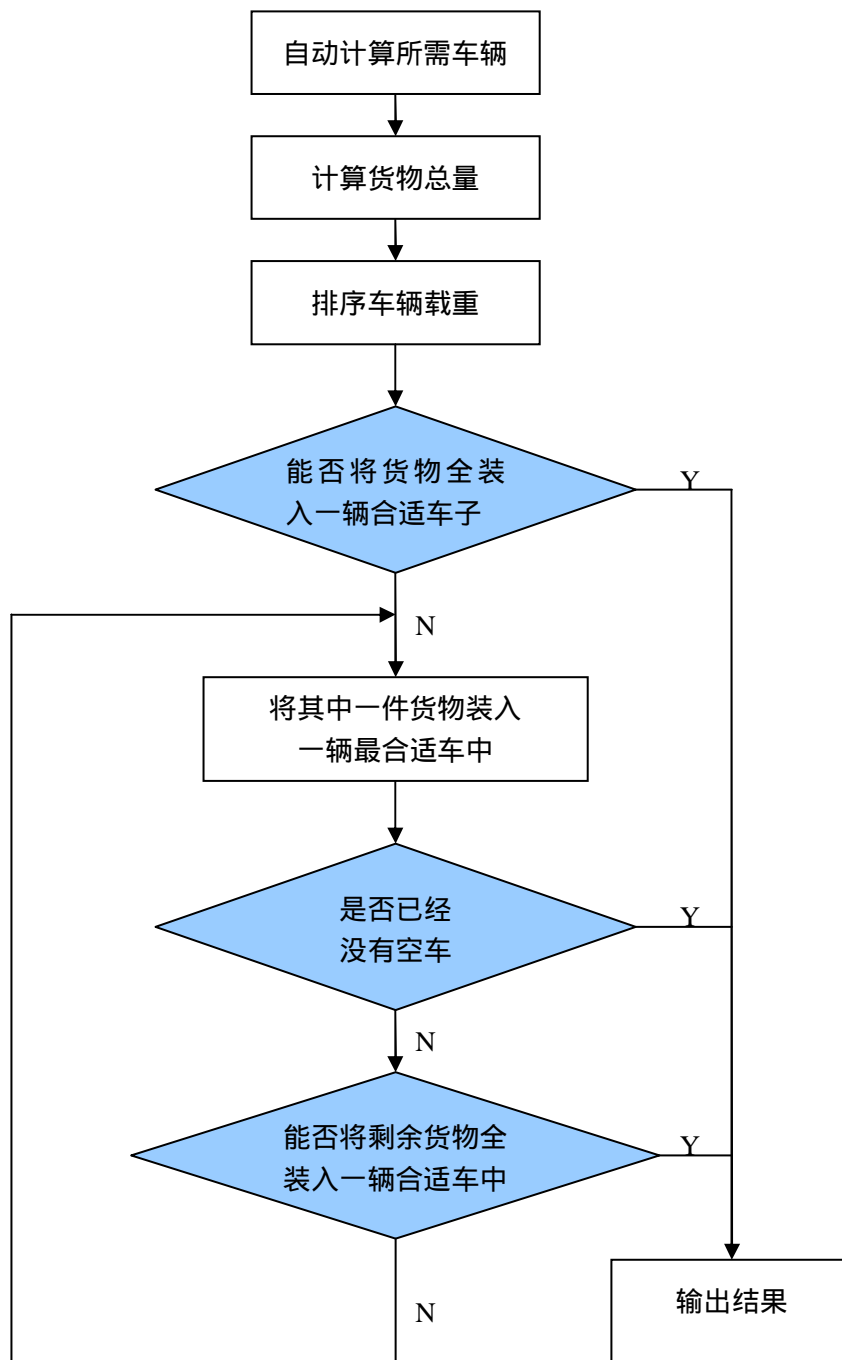 自动计算所需车辆
计算货物总量
排序车辆载重
能否将货物全装
入一辆合适车子
Y
N
将其中一件货物装入
一辆最合适车中
是否已经
没有空车
Y
N
能否将剩余货物全
装入一辆合适车中
Y
N
输出结果